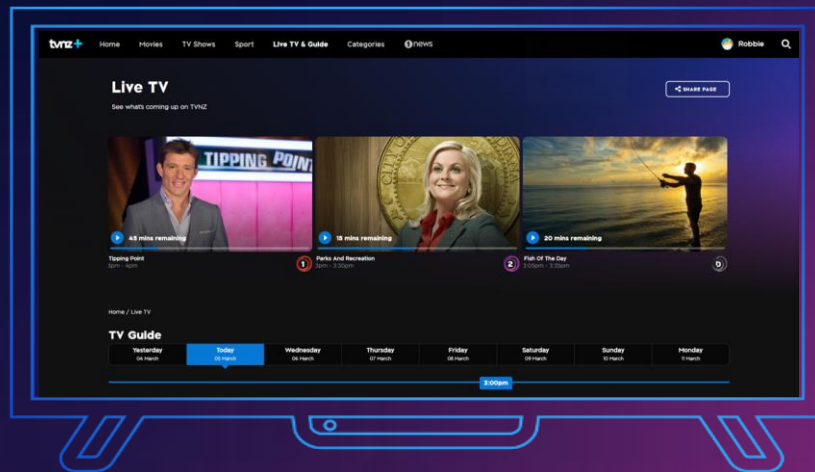 tvnz+
Home Movies TV Shows Sport Live TV & Guide Categories 1news
Robbie
Live TV
See whats coming up on TVNZ
SHARE PAGE
TIPPING POINT
CITY OF
45 mins remaining
15 mins remaining
20 mins remaining
Tipping Point
3pm - 4pm
1
Parks And Recreation
3pm - 3:30pm
2
Fish Of The Day
3:05pm - 3:35pm
Home / Live TV
TV Guide
Yesterday Today Wednesday Thursday Friday Saturday Sunday Monday
04 March 05 March 06 March 07 March 08 March 09 March 10 March 11 March
3:00pm